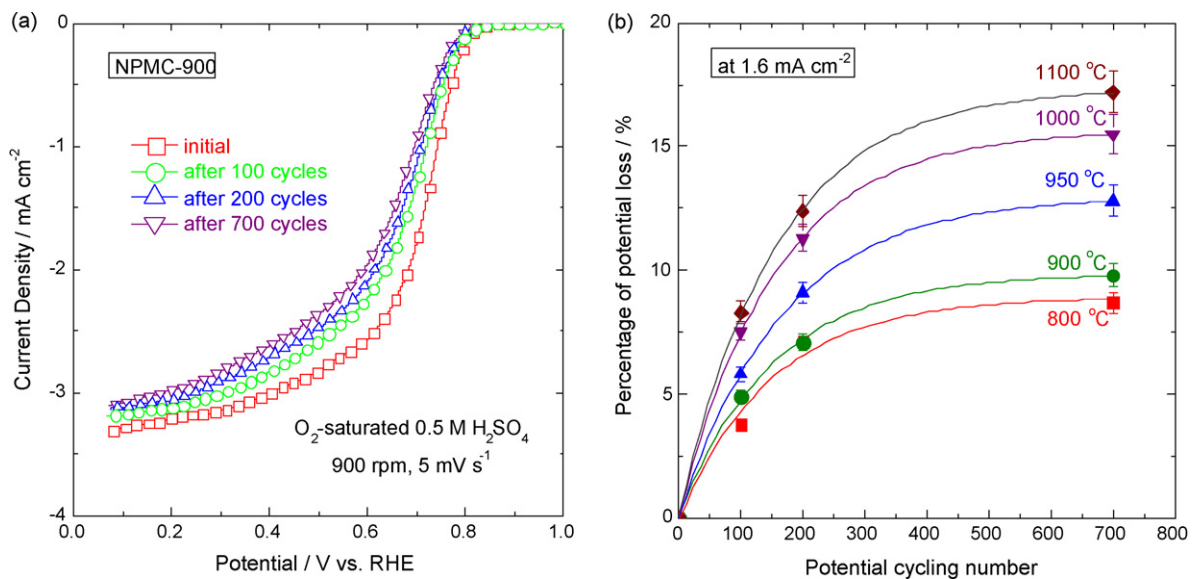 (a)
NPMC-900
initial
after 100 cycles
after 200 cycles
after 700 cycles
O₂-saturated 0.5 M H₂SO₄
900 rpm, 5 mV s⁻¹
Current Density / mA cm⁻²
0
-1
-2
-3
-4
0.0 0.2 0.4 0.6 0.8 1.0
Potential / V vs. RHE
(b)
at 1.6 mA cm⁻²
1100 °C
1000 °C
950 °C
900 °C
800 °C
Percentage of potential loss / %
20
15
10
5
0
0 100 200 300 400 500 600 700 800
Potential cycling number